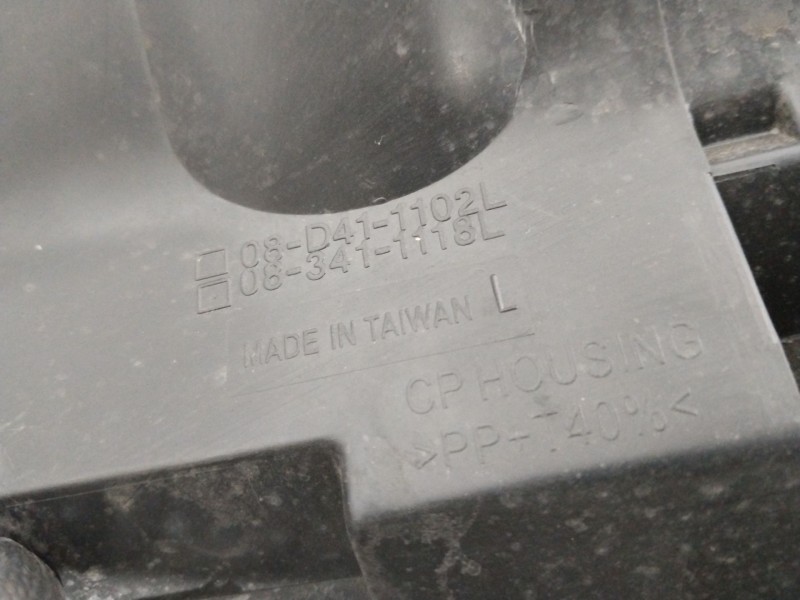 ☐ 08-D41-1102L
☐ 08-341-1118L
MADE IN TAIWAN L
CP HOUSING
>PP+T40%<